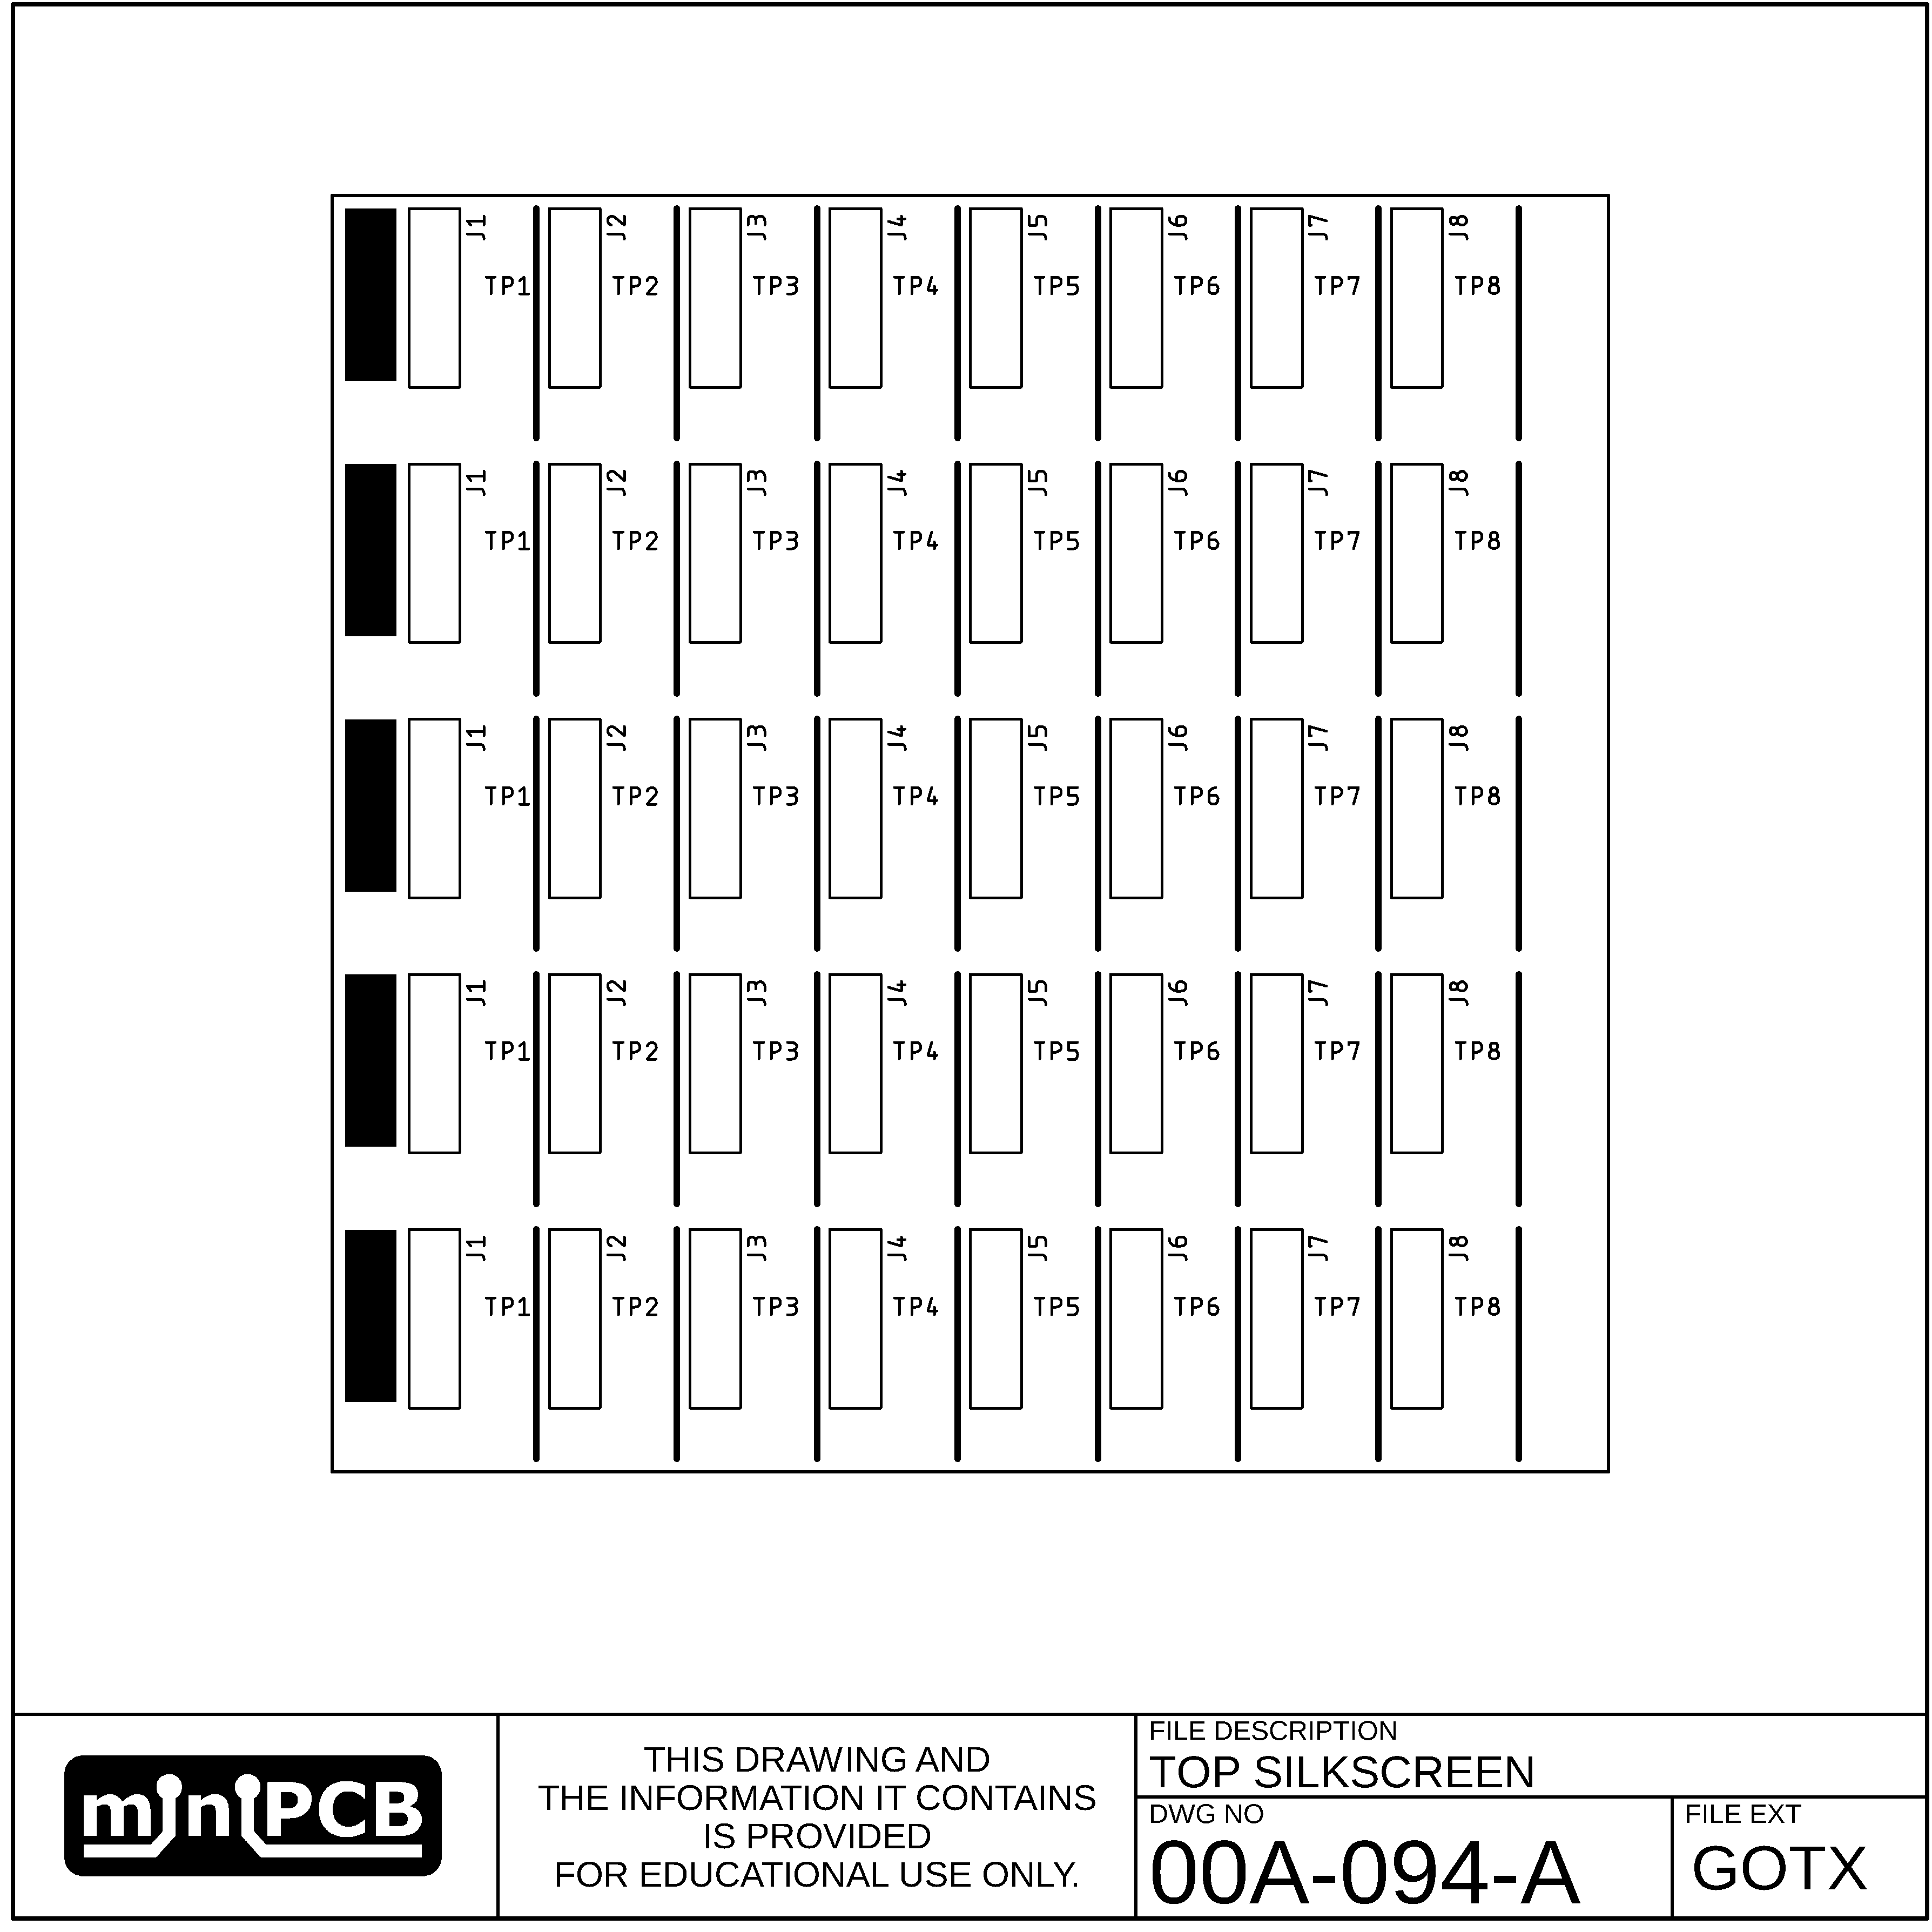 J1 J2 J3 J4 J5 J6 J7 J8
TP1 TP2 TP3 TP4 TP5 TP6 TP7 TP8
J1 J2 J3 J4 J5 J6 J7 J8
TP1 TP2 TP3 TP4 TP5 TP6 TP7 TP8
J1 J2 J3 J4 J5 J6 J7 J8
TP1 TP2 TP3 TP4 TP5 TP6 TP7 TP8
J1 J2 J3 J4 J5 J6 J7 J8
TP1 TP2 TP3 TP4 TP5 TP6 TP7 TP8
J1 J2 J3 J4 J5 J6 J7 J8
TP1 TP2 TP3 TP4 TP5 TP6 TP7 TP8
miniPCB
THIS DRAWING AND
THE INFORMATION IT CONTAINS
IS PROVIDED
FOR EDUCATIONAL USE ONLY.
FILE DESCRIPTION
TOP SILKSCREEN
DWG NO
00A-094-A
FILE EXT
GOTX